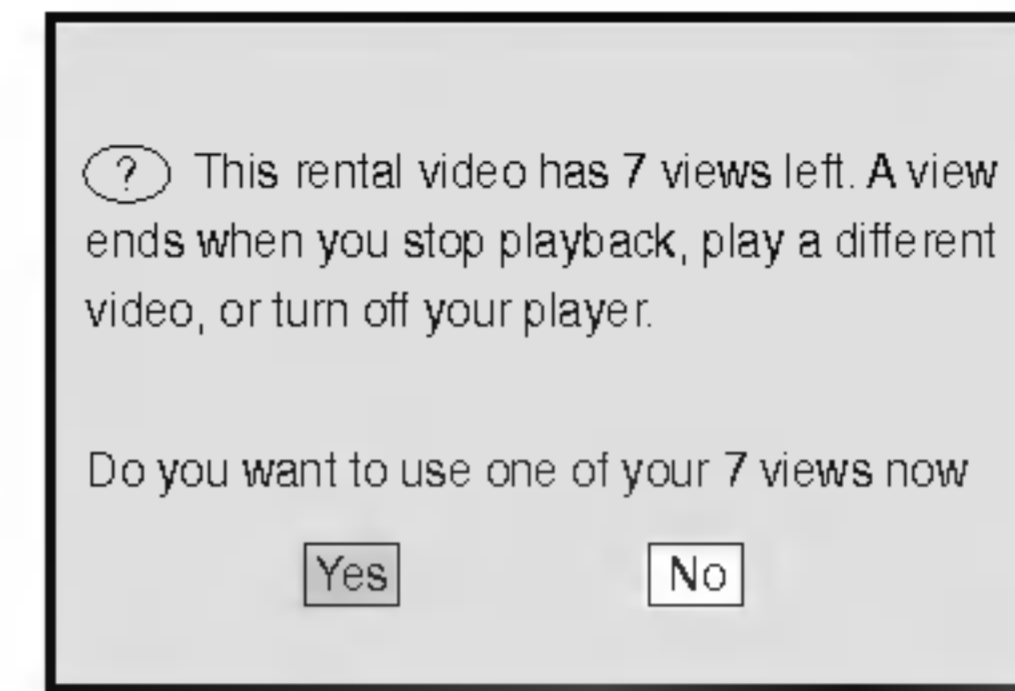 ? This rental video has 7 views left. A view
ends when you stop playback, play a different
video, or turn off your player.
Do you want to use one of your 7 views now
Yes No